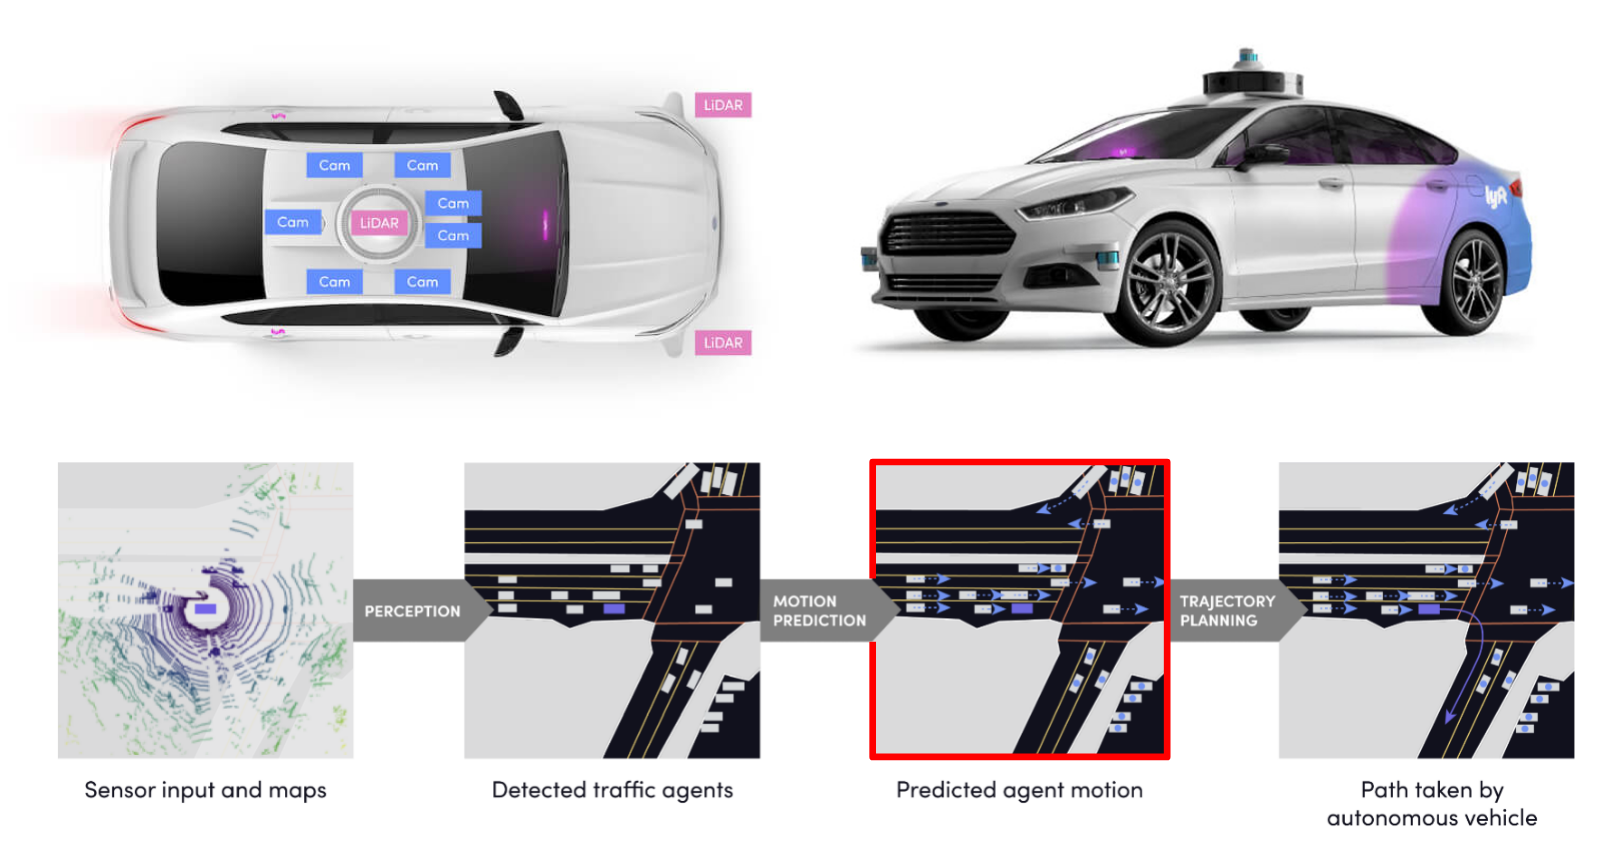 LiDAR
Cam
Cam
Cam
Cam
LiDAR
Cam
Cam
Cam
LiDAR
lyft
PERCEPTION
MOTION
PREDICTION
TRAJECTORY
PLANNING
Sensor input and maps
Detected traffic agents
Predicted agent motion
Path taken by
autonomous vehicle